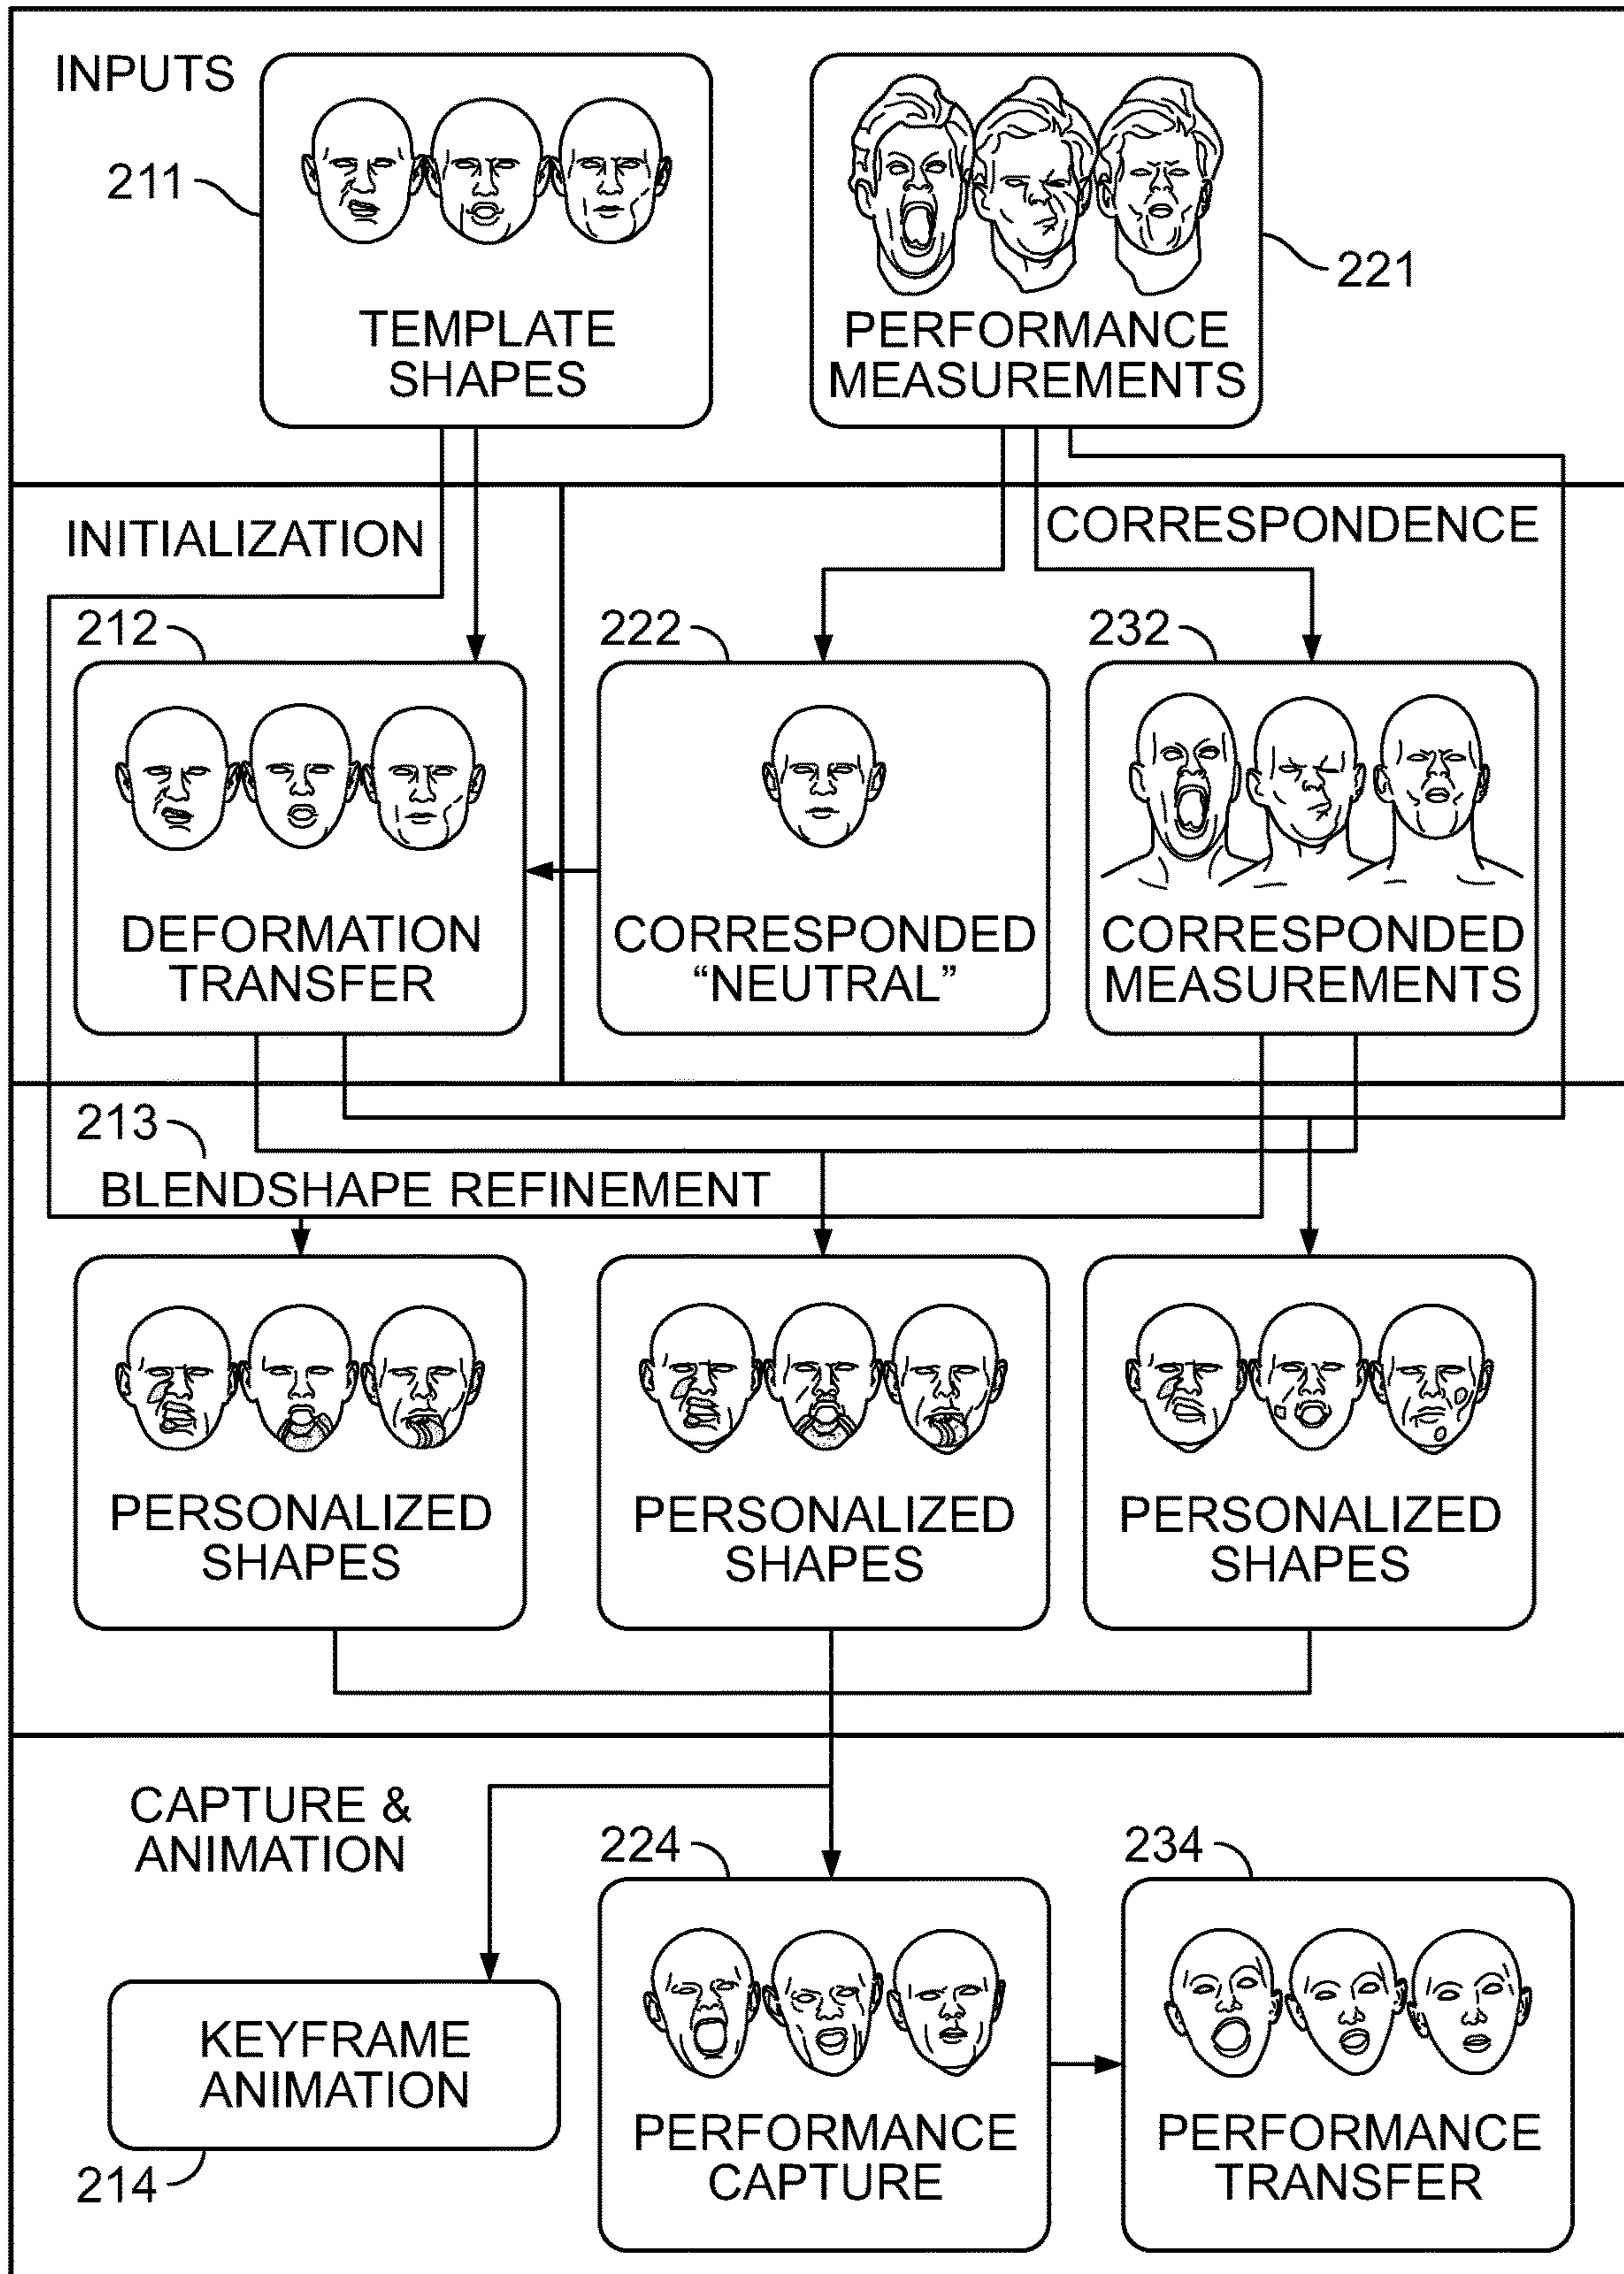 INPUTS
211
TEMPLATE
SHAPES
PERFORMANCE
MEASUREMENTS
221
INITIALIZATION
CORRESPONDENCE
212
DEFORMATION
TRANSFER
222
CORRESPONDED
“NEUTRAL”
232
CORRESPONDED
MEASUREMENTS
213
BLENDSHAPE REFINEMENT
PERSONALIZED
SHAPES
PERSONALIZED
SHAPES
PERSONALIZED
SHAPES
CAPTURE &
ANIMATION
KEYFRAME
ANIMATION
214
224
PERFORMANCE
CAPTURE
234
PERFORMANCE
TRANSFER